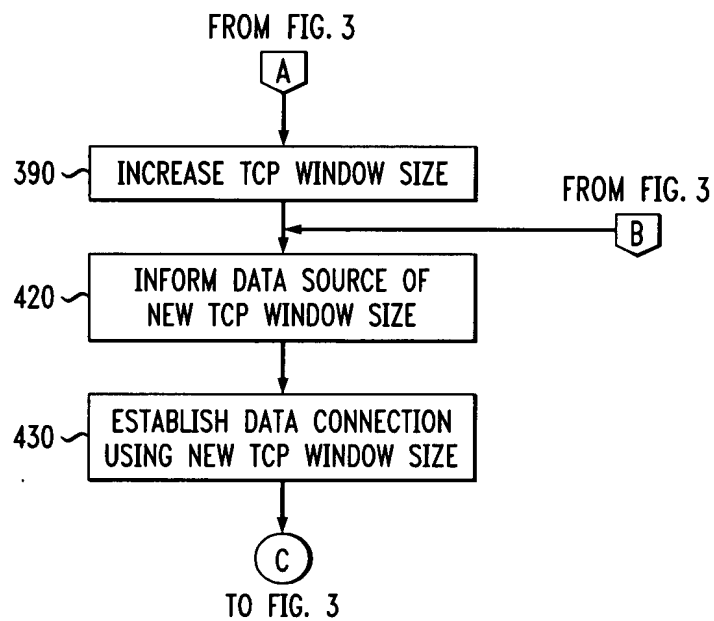 FROM FIG. 3
A
390
INCREASE TCP WINDOW SIZE
FROM FIG. 3
B
420
INFORM DATA SOURCE OF
NEW TCP WINDOW SIZE
430
ESTABLISH DATA CONNECTION
USING NEW TCP WINDOW SIZE
C
TO FIG. 3